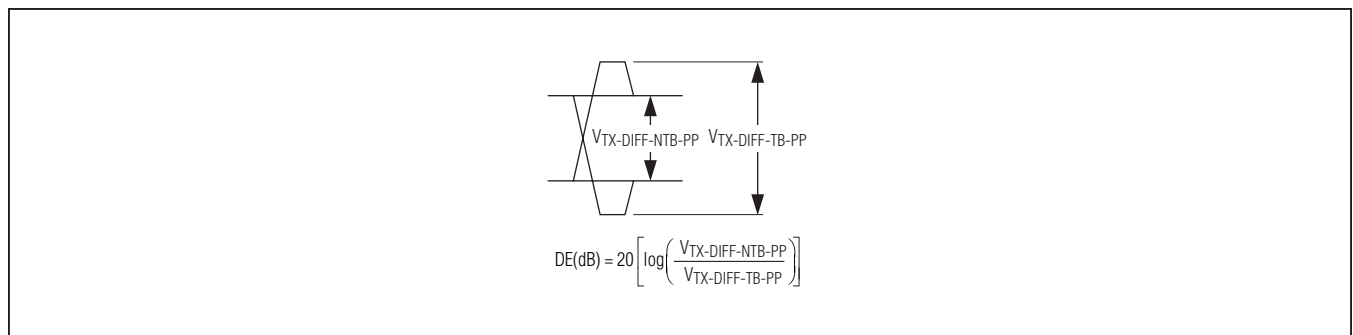 VTX-DIFF-NTB-PP VTX-DIFF-TB-PP
DE(dB) = 20 [log(VTX-DIFF-NTB-PP / VTX-DIFF-TB-PP)]